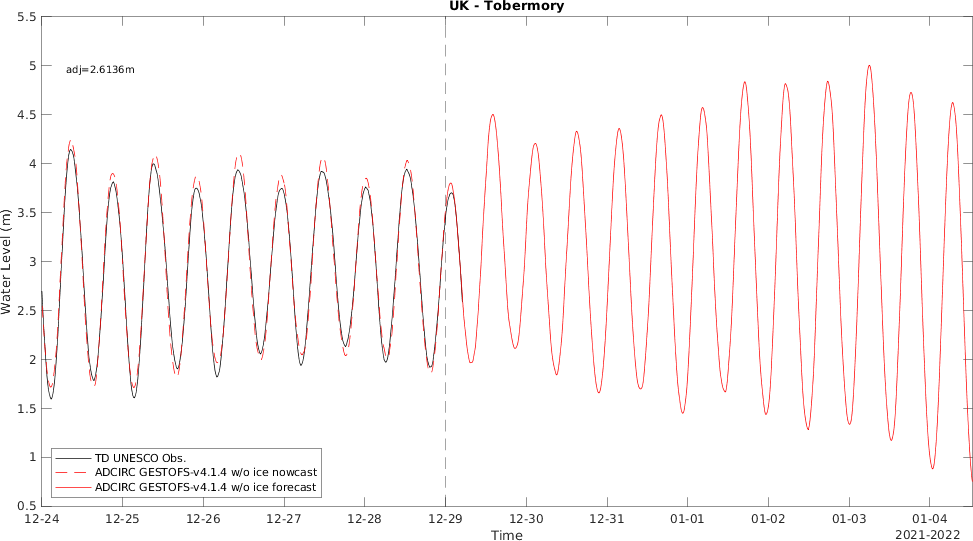 UK - Tobermory
5.5
5
4.5
4
3.5
3
2.5
2
1.5
1
0.5
Water Level (m)
adj=2.6136m
TD UNESCO Obs.
ADCIRC GESTOFS-v4.1.4 w/o ice nowcast
ADCIRC GESTOFS-v4.1.4 w/o ice forecast
12-24 12-25 12-26 12-27 12-28 12-29 12-30 12-31 01-01 01-02 01-03 01-04
Time
2021-2022